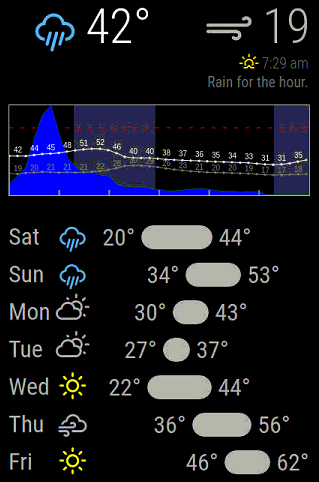 42° 19
7:29 am
Rain for the hour.
42 44 45 48 51 52 46 40 40 38 37 36 35 34 33 31 31 35
Sat 20° 44°
Sun 34° 53°
Mon 30° 43°
Tue 27° 37°
Wed 22° 44°
Thu 36° 56°
Fri 46° 62°